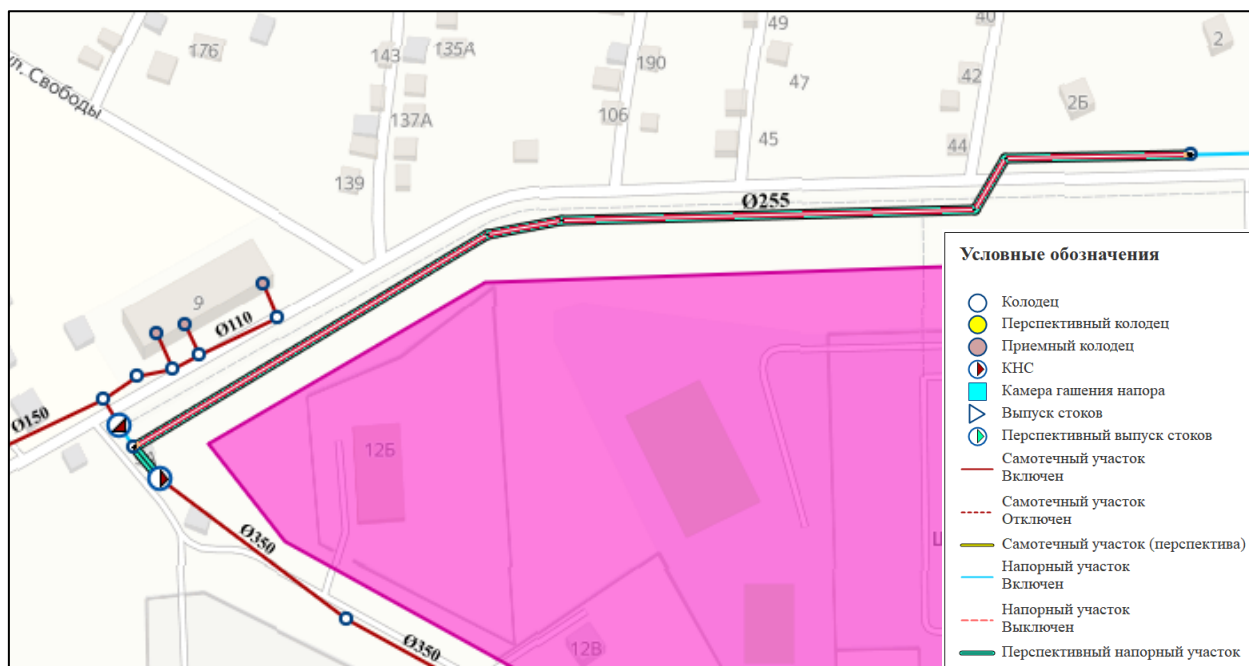 40
49
135А
176
143
2
190
42
47
ул. Свободы
2Б
106
137А
45
44
139
Ø255
Условные обозначения
9
Колодец
Ø110
Перспективный колодец
Приемный колодец
КНС
Камера гашения напора
Ø150
Выпуск стоков
Перспективный выпуск стоков
12Б
Самотечный участок
Включен
Самотечный участок
Отключен
Ø350
Самотечный участок (перспектива)
Напорный участок
Включен
Напорный участок
Выключен
Ø350
12В
Перспективный напорный участок